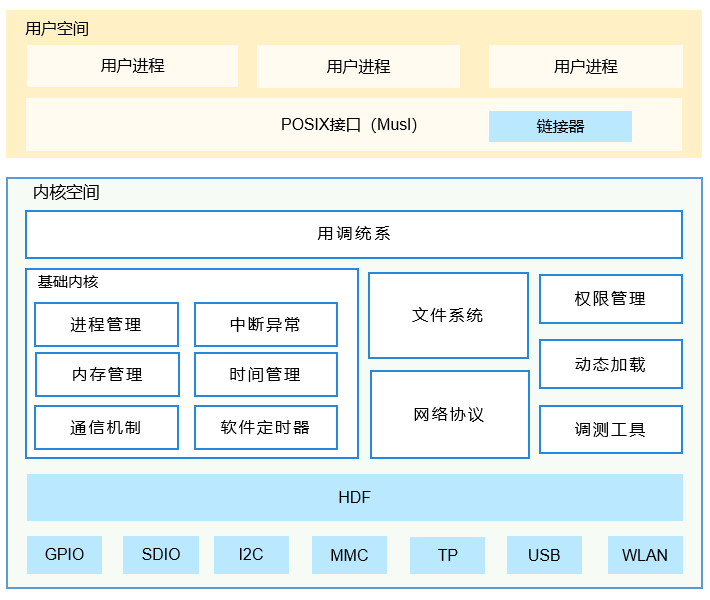 用户空间
用户进程 用户进程 用户进程
POSIX接口（Musl） 链接器
内核空间
用调统系
基础内核
进程管理 中断异常
内存管理 时间管理
通信机制 软件定时器
文件系统
网络协议
权限管理
动态加载
调测工具
HDF
GPIO SDIO I2C MMC TP USB WLAN